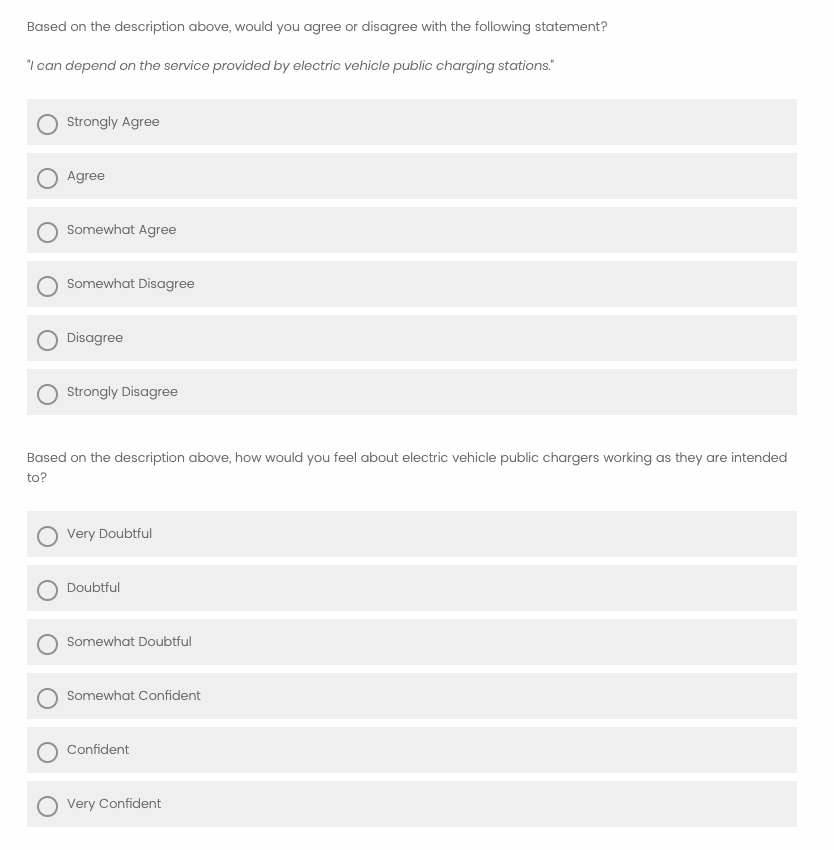 Based on the description above, would you agree or disagree with the following statement?
"I can depend on the service provided by electric vehicle public charging stations."
Strongly Agree
Agree
Somewhat Agree
Somewhat Disagree
Disagree
Strongly Disagree
Based on the description above, how would you feel about electric vehicle public chargers working as they are intended
to?
Very Doubtful
Doubtful
Somewhat Doubtful
Somewhat Confident
Confident
Very Confident